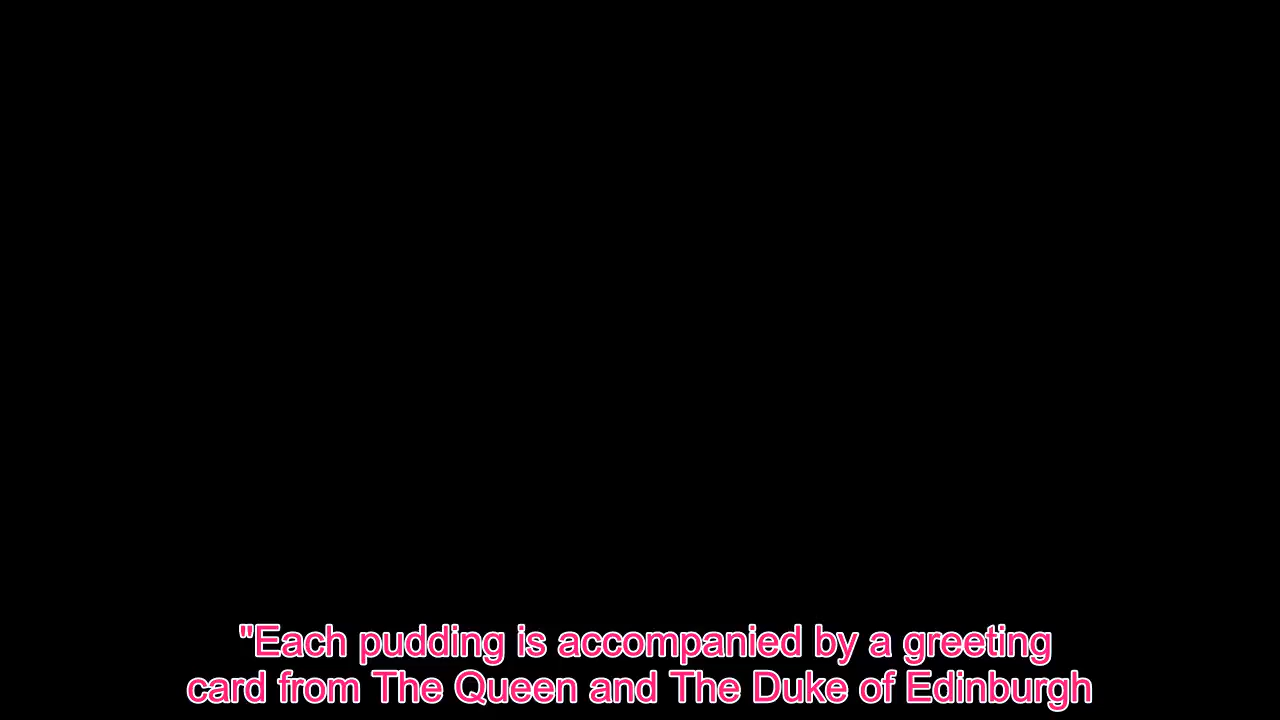 "Each pudding is accompanied by a greeting
card from The Queen and The Duke of Edinburgh